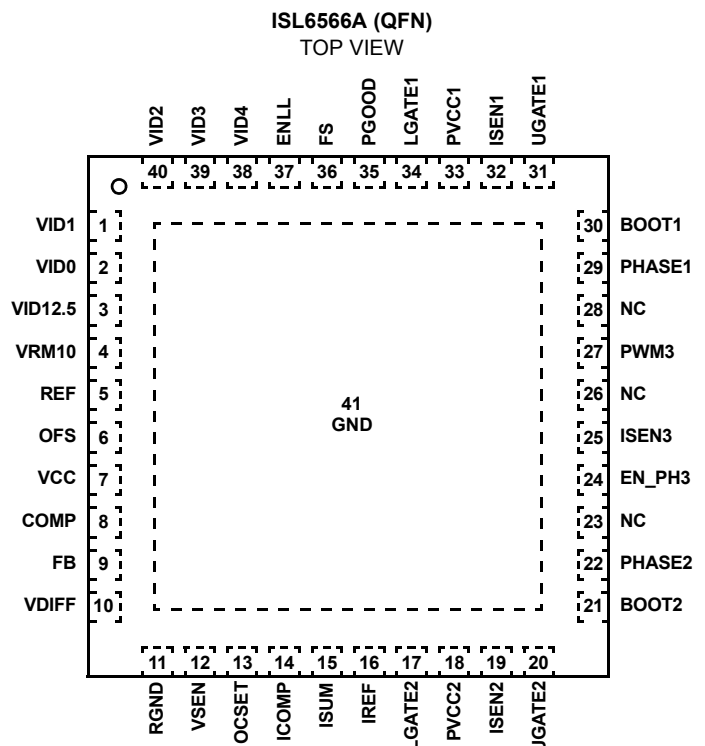 ISL6566A (QFN)
TOP VIEW
VID2 VID3 VID4 ENLL FS PGOOD LGATE1 PVCC1 ISEN1 UGATE1
40 39 38 37 36 35 34 33 32 31
VID1 1 30 BOOT1
VID0 2 29 PHASE1
VID12.5 3 28 NC
VRM10 4 27 PWM3
REF 5 26 NC
41
GND
OFS 6 25 ISEN3
VCC 7 24 EN_PH3
COMP 8 23 NC
FB 9 22 PHASE2
VDIFF 10 21 BOOT2
11 12 13 14 15 16 17 18 19 20
RGND VSEN OCSET ICOMP ISUM IREF LGATE2 PVCC2 ISEN2 UGATE2